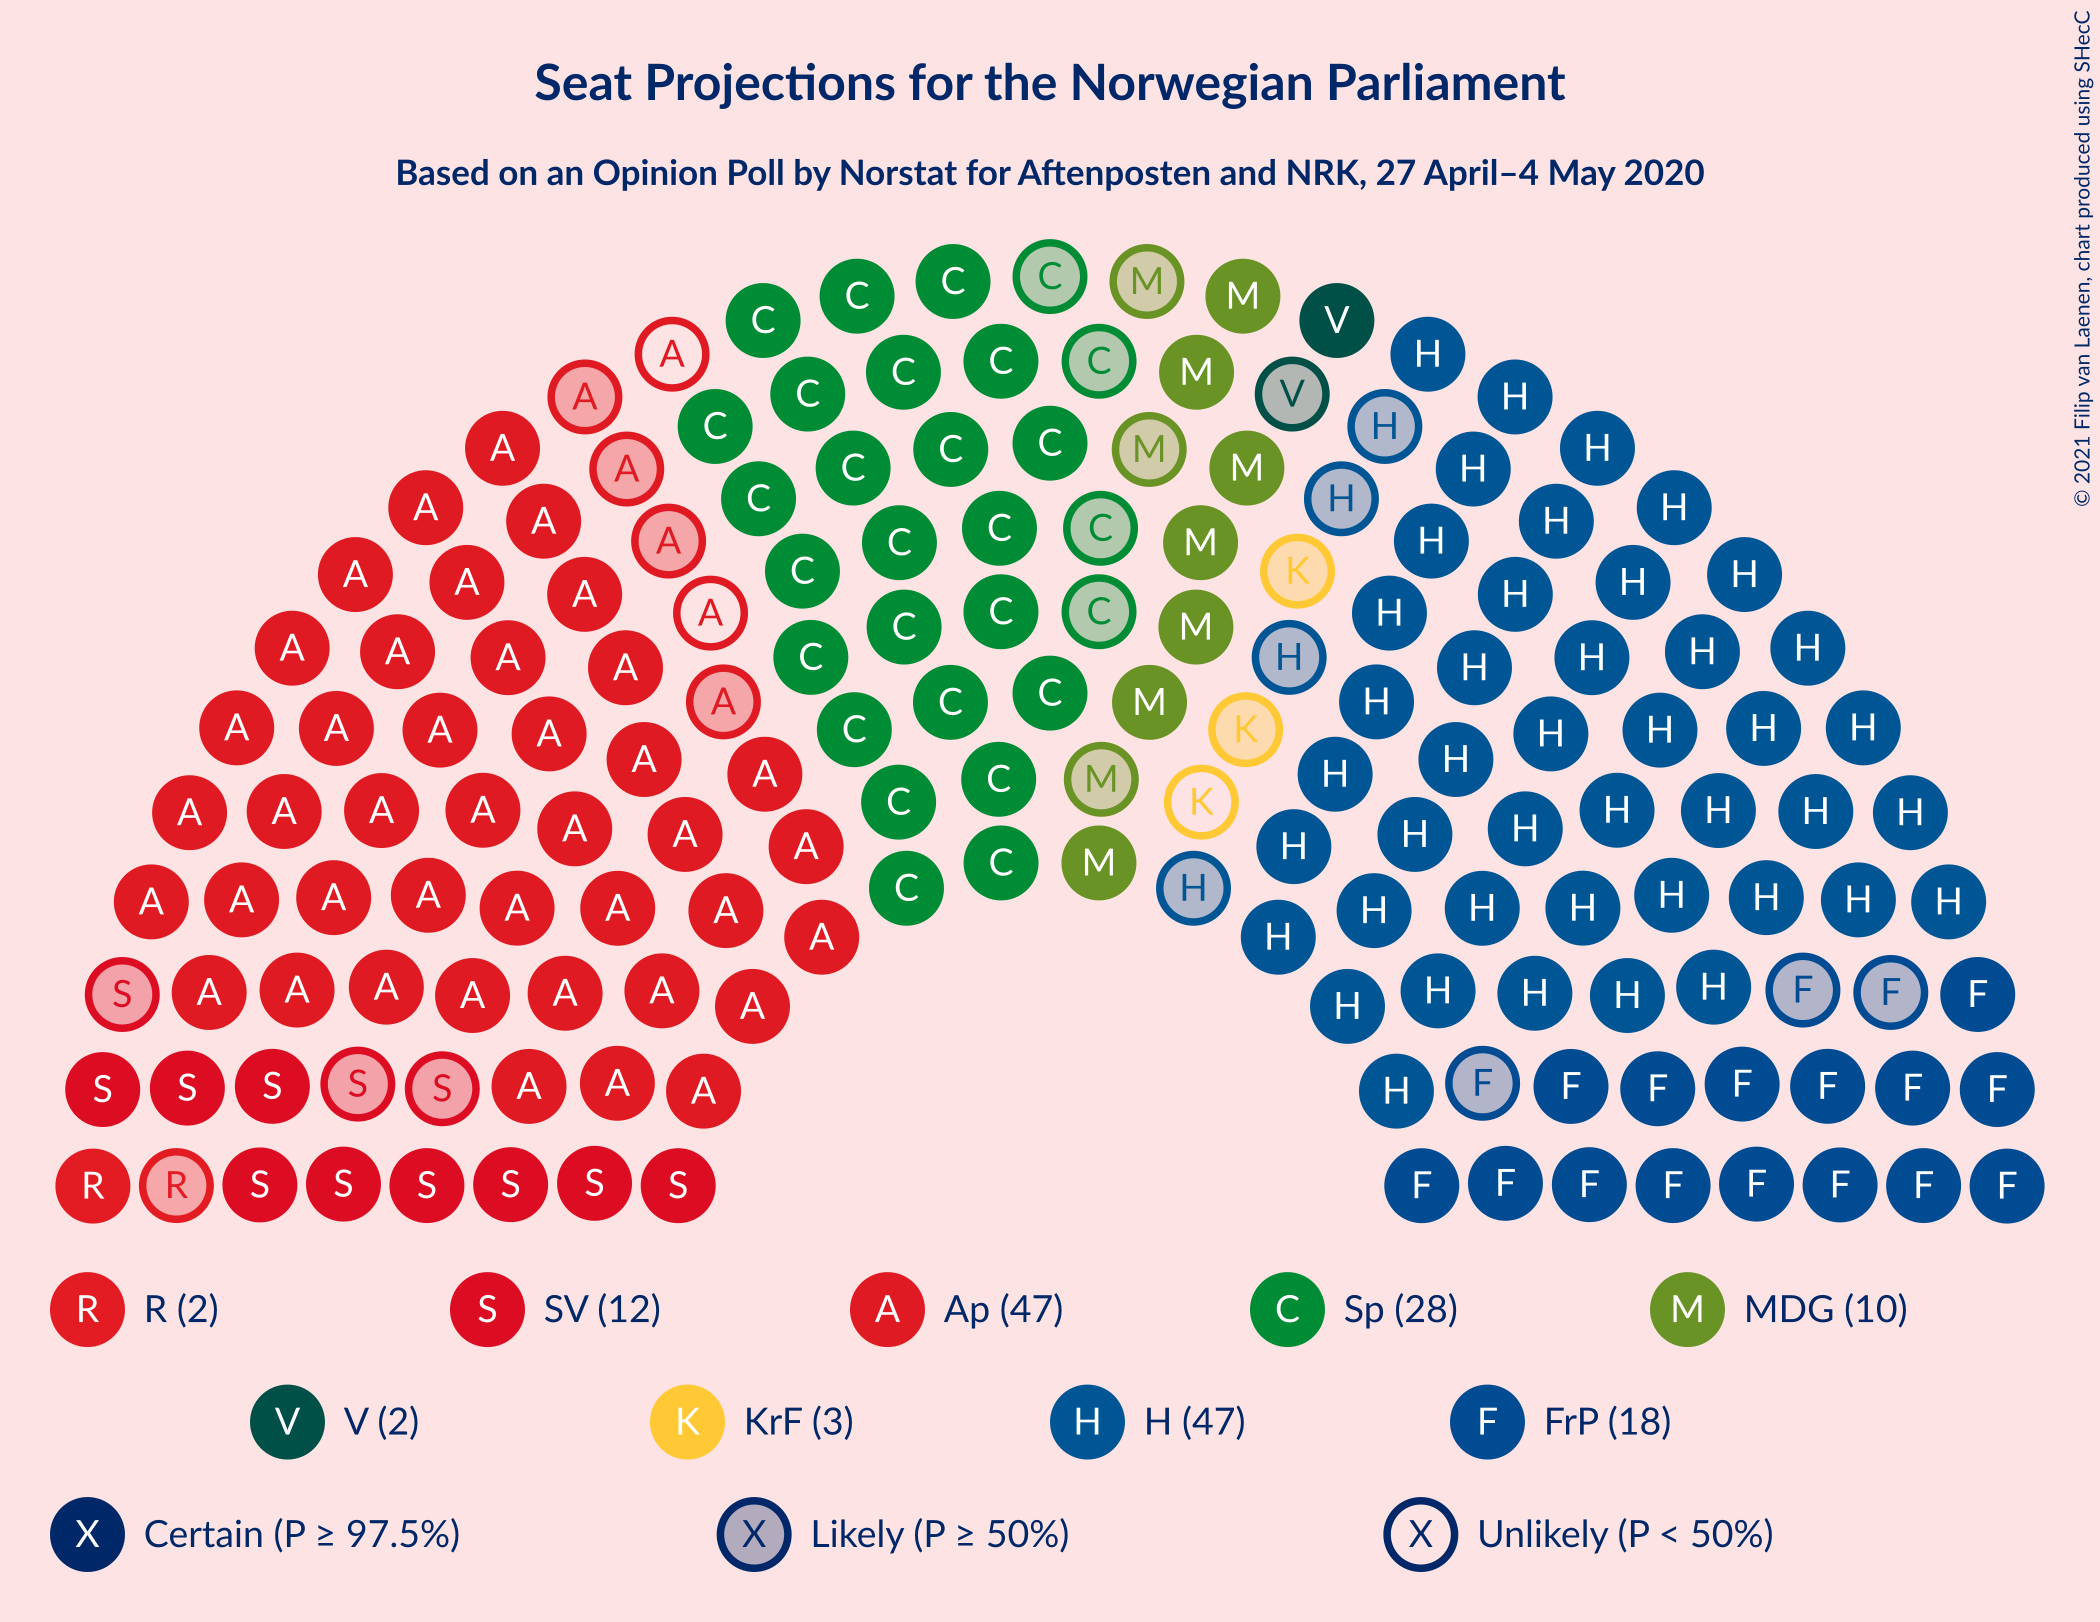 Seat Projections for the Norwegian Parliament
Based on an Opinion Poll by Norstat for Aftenposten and NRK, 27 April–4 May 2020
© 2021 Filip van Laenen, chart produced using SHecC
C C M
C M
C V
A C C H
C M
A C V H
C H
A C C M H
A C M H
A C H H
A C C H
A C M H
A A C K H H
A H
A C C H
C M
A A A C H H H H
A H
A C C M H
A A A A C K H H H H
A H
A C M H
A A A A C K H H H H
A A H H
A H
C M
C H
A A A A A A A H H H H H H H
A H
S A A A A A A A H H H H H F F F
S S S S S A A A H F F F F F F F
R R S S S S S S F F F F F F F F
R R (2) S SV (12) A Ap (47) C Sp (28) M MDG (10)
V V (2) K KrF (3) H H (47) F FrP (18)
X Certain (P ≥ 97.5%) X Likely (P ≥ 50%) X Unlikely (P < 50%)